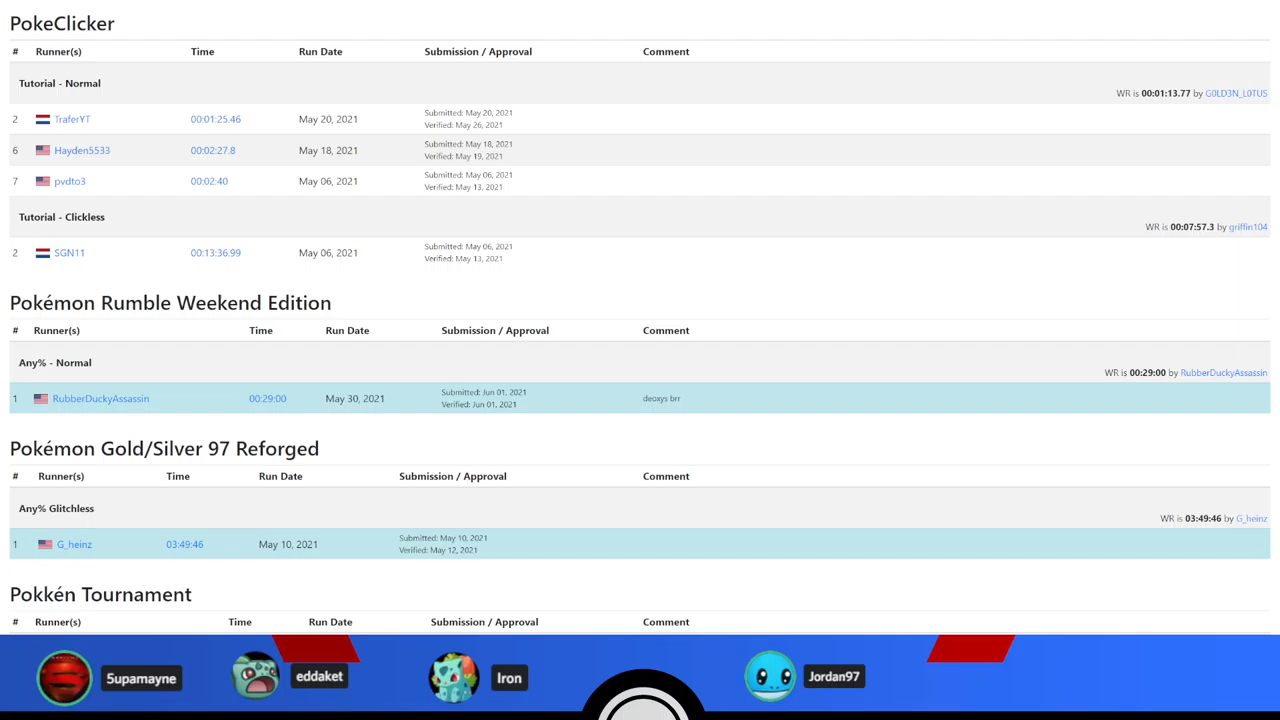 PokeClicker
# Runner(s) Time Run Date Submission / Approval Comment
Tutorial - Normal
WR is 00:01:13.77 by G0LD3N_L0TUS
2 TraferYT 00:01:25.46 May 20, 2021 Submitted: May 20, 2021
Verified: May 26, 2021
6 Hayden5533 00:02:27.8 May 18, 2021 Submitted: May 18, 2021
Verified: May 19, 2021
7 pvdto3 00:02:40 May 06, 2021 Submitted: May 06, 2021
Verified: May 13, 2021
Tutorial - Clickless
WR is 00:07:57.3 by griffin104
2 SGN11 00:13:36.99 May 06, 2021 Submitted: May 06, 2021
Verified: May 13, 2021
Pokémon Rumble Weekend Edition
# Runner(s) Time Run Date Submission / Approval Comment
Any% - Normal
WR is 00:29:00 by RubberDuckyAssassin
1 RubberDuckyAssassin 00:29:00 May 30, 2021 Submitted: Jun 01, 2021 deoxys brr
Verified: Jun 01, 2021
Pokémon Gold/Silver 97 Reforged
# Runner(s) Time Run Date Submission / Approval Comment
Any% Glitchless
WR is 03:49:46 by G_heinz
1 G_heinz 03:49:46 May 10, 2021 Submitted: May 10, 2021
Verified: May 12, 2021
Pokkén Tournament
# Runner(s) Time Run Date Submission / Approval Comment
5upamayne eddaket Iron Jordan97